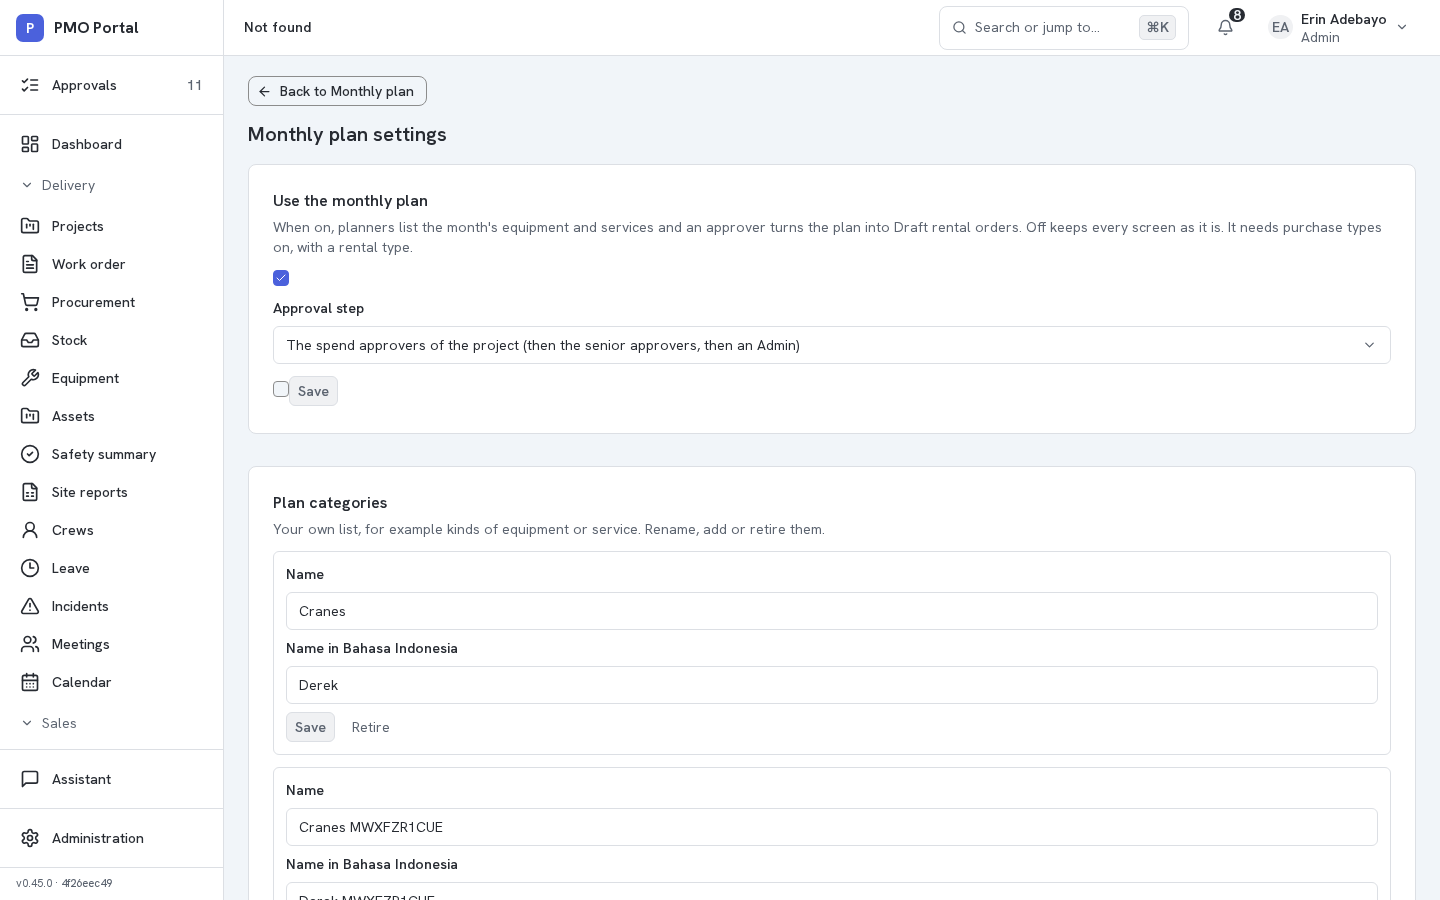 P PMO Portal
Not found
Search or jump to...
⌘K
8
EA
Erin Adebayo
Admin
Approvals 11
Dashboard
Delivery
Projects
Work order
Procurement
Stock
Equipment
Assets
Safety summary
Site reports
Crews
Leave
Incidents
Meetings
Calendar
Sales
Assistant
Administration
v0.45.0 · 4f26eec49
Back to Monthly plan
Monthly plan settings
Use the monthly plan
When on, planners list the month's equipment and services and an approver turns the plan into Draft rental orders. Off keeps every screen as it is. It needs purchase types
on, with a rental type.
Approval step
The spend approvers of the project (then the senior approvers, then an Admin)
Save
Plan categories
Your own list, for example kinds of equipment or service. Rename, add or retire them.
Name
Cranes
Name in Bahasa Indonesia
Derek
Save Retire
Name
Cranes MWXFZR1CUE
Name in Bahasa Indonesia
Derek MWXFZR1CUE